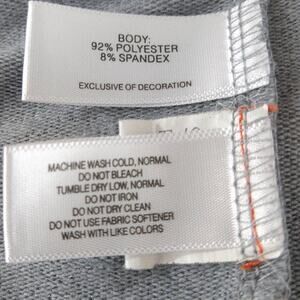 BODY:
92% POLYESTER
8% SPANDEX
EXCLUSIVE OF DECORATION
MACHINE WASH COLD, NORMAL
DO NOT BLEACH
TUMBLE DRY LOW, NORMAL
DO NOT IRON
DO NOT DRY CLEAN
DO NOT USE FABRIC SOFTENER
WASH WITH LIKE COLORS